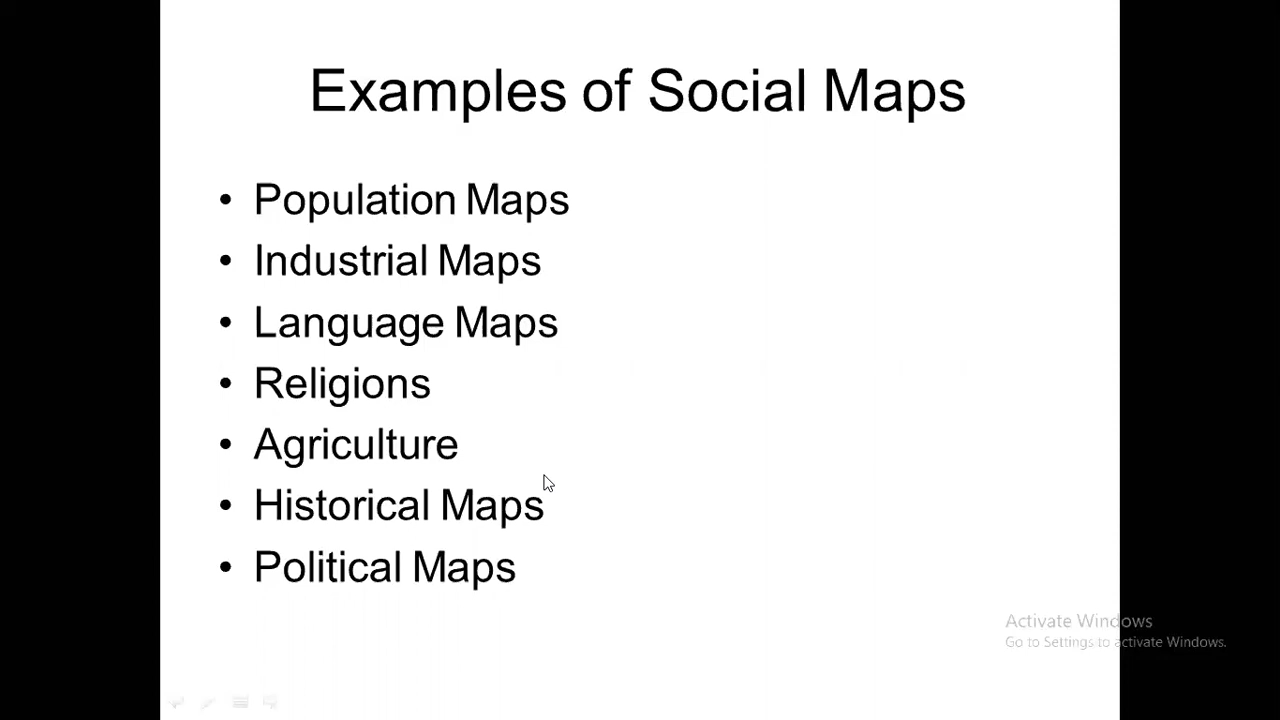 Examples of Social Maps
• Population Maps
• Industrial Maps
• Language Maps
• Religions
• Agriculture
• Historical Maps
• Political Maps
Activate Windows
Go to Settings to activate Windows.